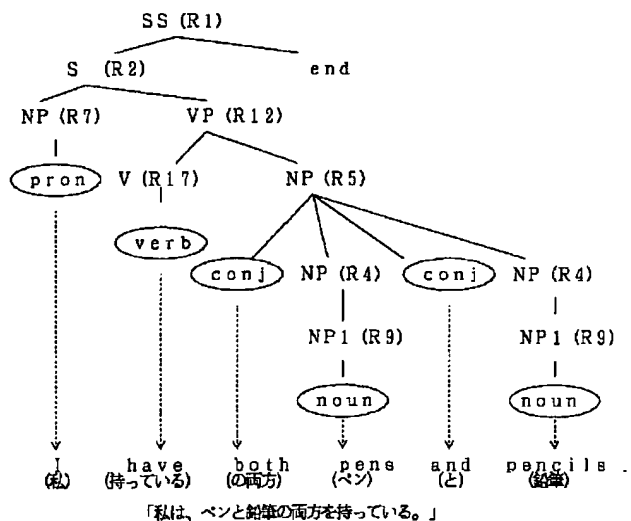 SS (R1)
S (R2) end
NP (R7) VP (R12)
pron V (R17) NP (R5)
verb
conj NP (R4) conj NP (R4)
NP1 (R9) NP1 (R9)
noun noun
I have both pens and pencils .
(私) (持っている) (の両方) (ペン) (と) (鉛筆)
「私は、ペンと鉛筆の両方を持っている。」